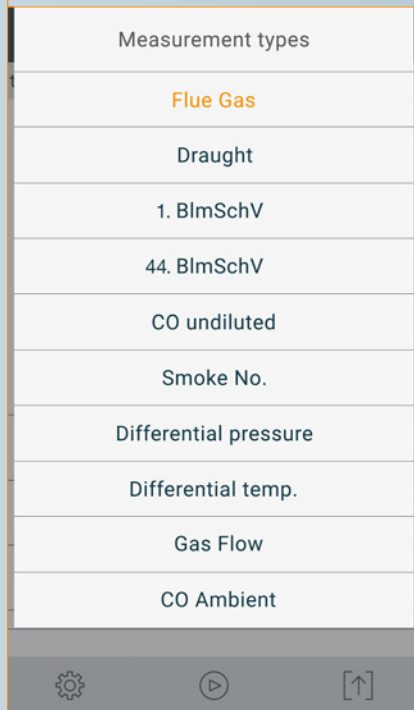 Measurement types
Flue Gas
Draught
1. BlmSchV
44. BlmSchV
CO undiluted
Smoke No.
Differential pressure
Differential temp.
Gas Flow
CO Ambient